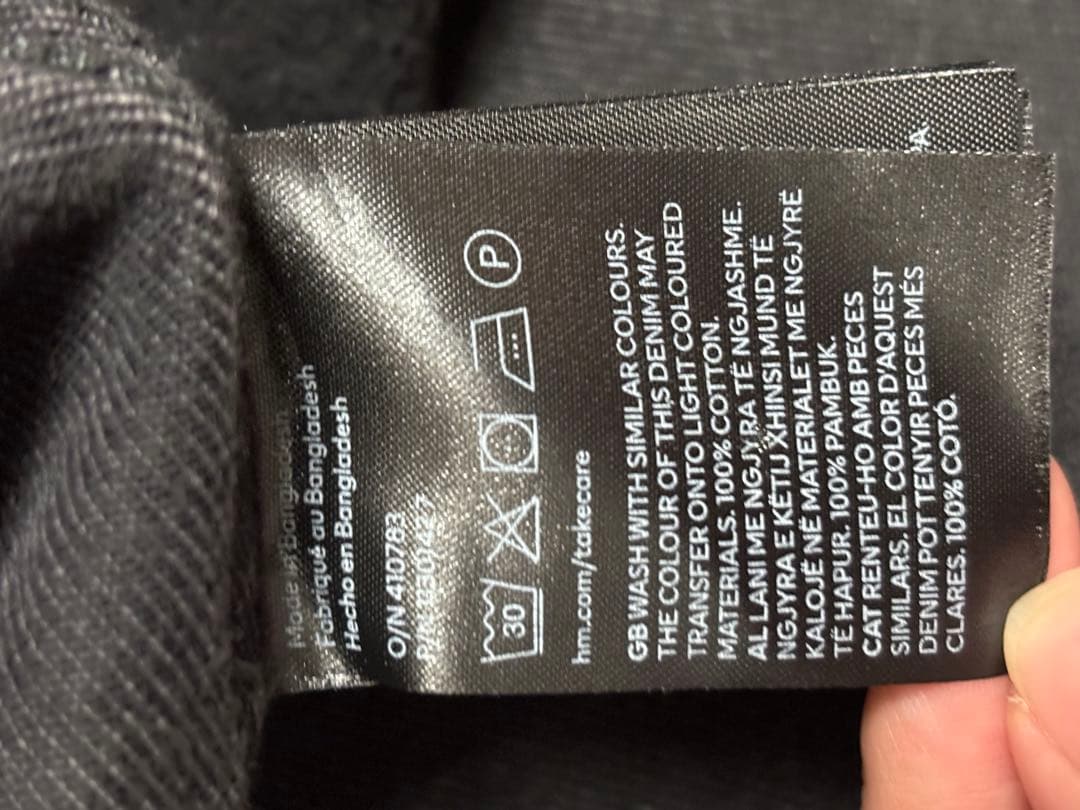 Made in Bangladesh
Fabriqué au Bangladesh
Hecho en Bangladesh
O/N 410783
30
P
hm.com/takecare
GB WASH WITH SIMILAR COLOURS.
THE COLOUR OF THIS DENIM MAY
TRANSFER ONTO LIGHT COLOURED
MATERIALS. 100% COTTON.
AL LANI ME NGJYRA TË NGJASHME.
NGJYRA E KËTIJ XHINSI MUND TË
KALOJË NË MATERIALET ME NGJYRË
TË HAPUR. 100% PAMBUK.
CAT RENTEU-HO AMB PECES
SIMILARS. EL COLOR D'AQUEST
DENIM POT TENYIR PECES MÉS
CLARES. 100% COTÓ.